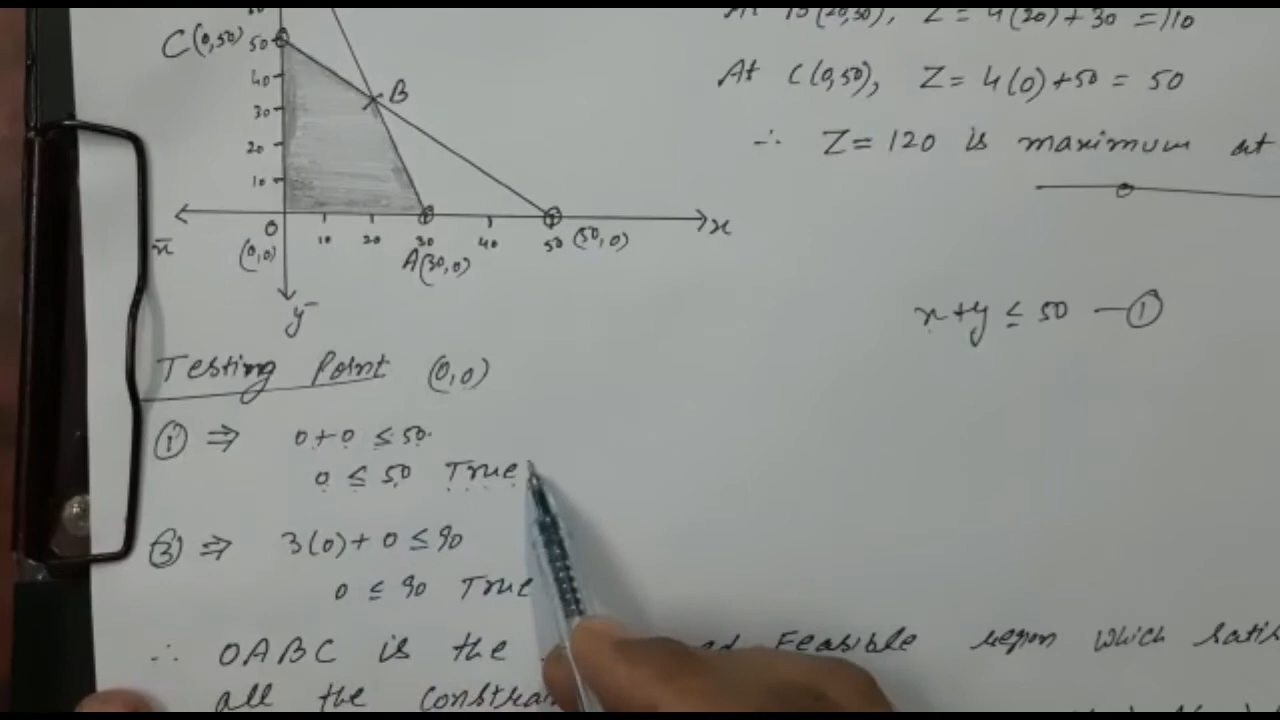 C(0,50)
50
40
30
20
10
B
O
(0,0)
10 20 30 40 50 (50,0)
A(30,0)
x
y
Testing Point (0,0)
① ⇒ 0+0 ≤ 50
0 ≤ 50 True
③ ⇒ 3(0)+0 ≤ 90
0 ≤ 90 True
∴ OABC is the Feasible region which
all the
At B(20,30), Z = 4(20)+30 = 110
At C(0,50), Z = 4(0)+50 = 50
∴ Z = 120 is maximum at
x+y ≤ 50 — ①